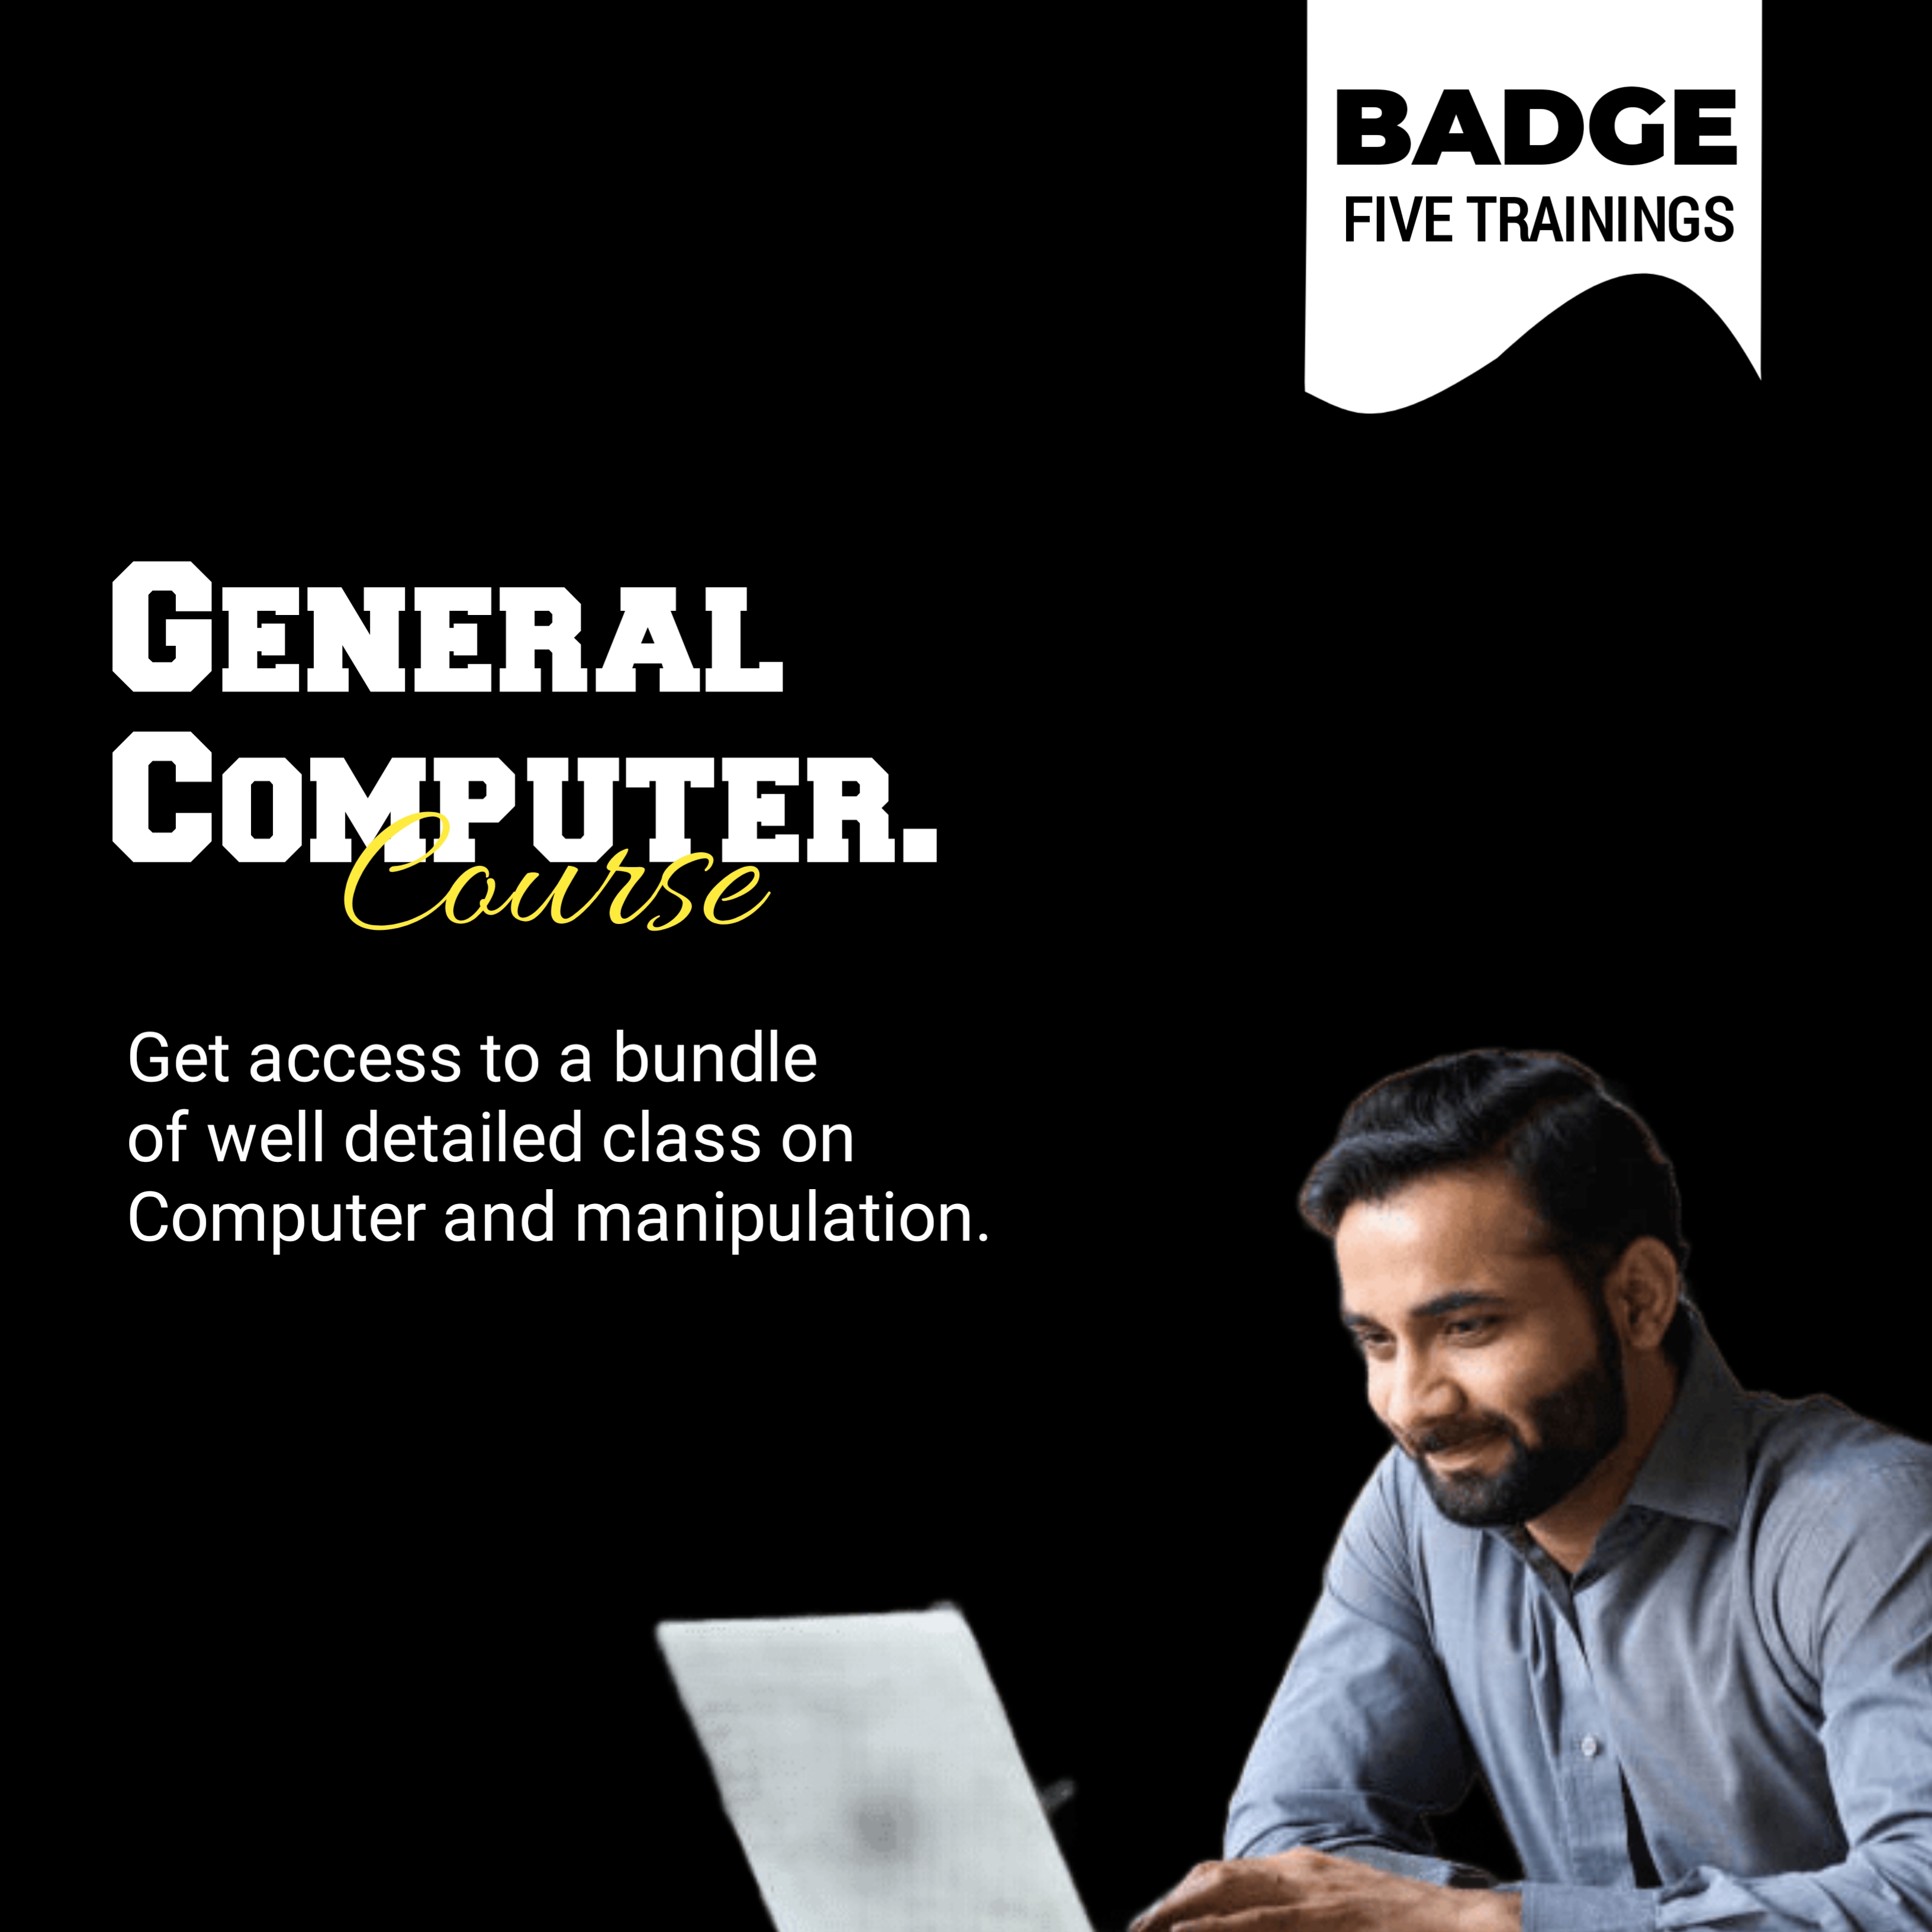 BADGE
FIVE TRAININGS
GENERAL
COMPUTER.
Course
Get access to a bundle
of well detailed class on
Computer and manipulation.